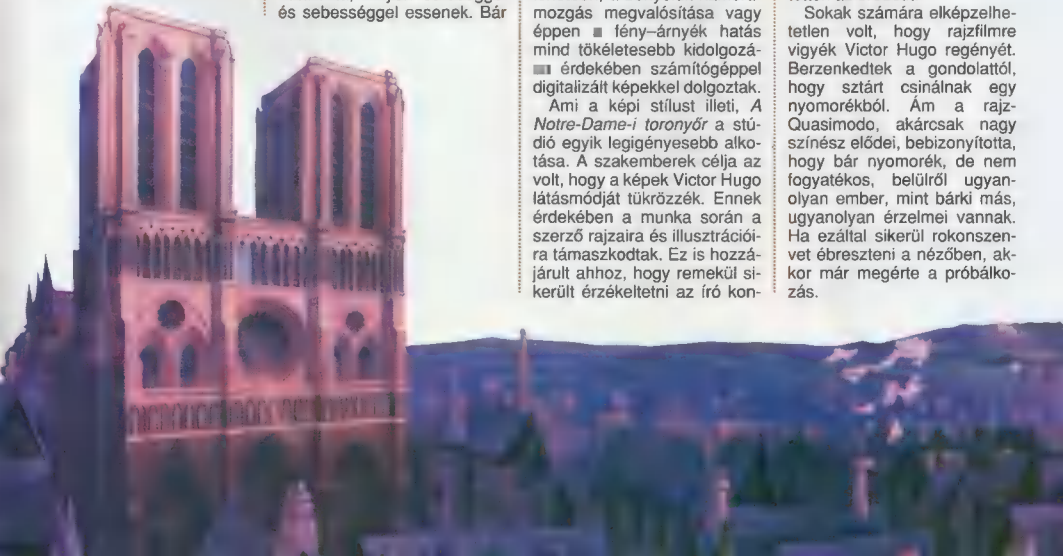 és sebességgel essenek. Bár
mozgás megvalósítása vagy
éppen fény–árnyék hatás
mind tökéletesebb kidolgozá-
érdekében számítógéppel
digitalizált képekkel dolgoztak.
Ami a képi stílust illeti, A
Notre-Dame-i toronyőr a stú-
dió egyik legigényesebb alko-
tása. A szakemberek célja az
volt, hogy a képek Victor Hugo
látásmódját tükrözzék. Ennek
érdekében a munka során a
szerző rajzaira és illusztrációi-
ra támaszkodtak. Ez is hozzá-
járult ahhoz, hogy remekül si-
került érzékeltetni az író kon-
Sokak számára elképzelhe-
tetlen volt, hogy rajzfilmre
vigyék Victor Hugo regényét.
Berzenkedtek a gondolattól,
hogy sztárt csinálnak egy
nyomorékból. Ám a rajz-
Quasimodo, akárcsak nagy
színész elődei, bebizonyította,
hogy bár nyomorék, de nem
fogyatékos, belülről ugyan-
olyan ember, mint bárki más,
ugyanolyan érzelmei vannak.
Ha ezáltal sikerül rokonszen-
vet ébreszteni a nézőben, ak-
kor már megérte a próbálko-
zás.